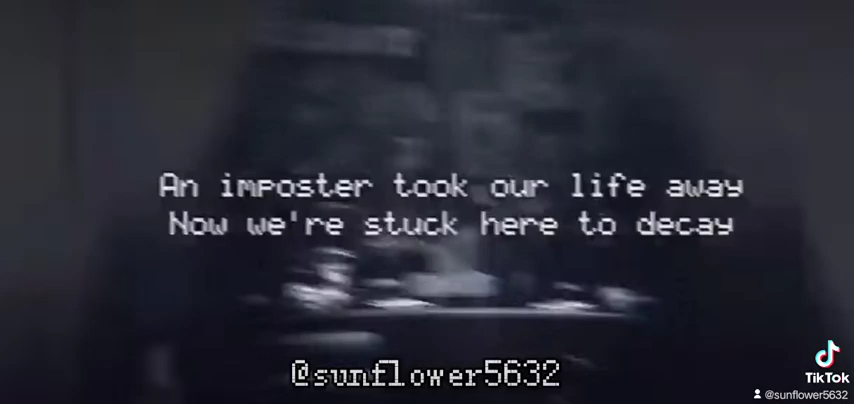 An imposter took our life away
Now we're stuck here to decay
@sunflower5632
TikTok
@sunflower5632